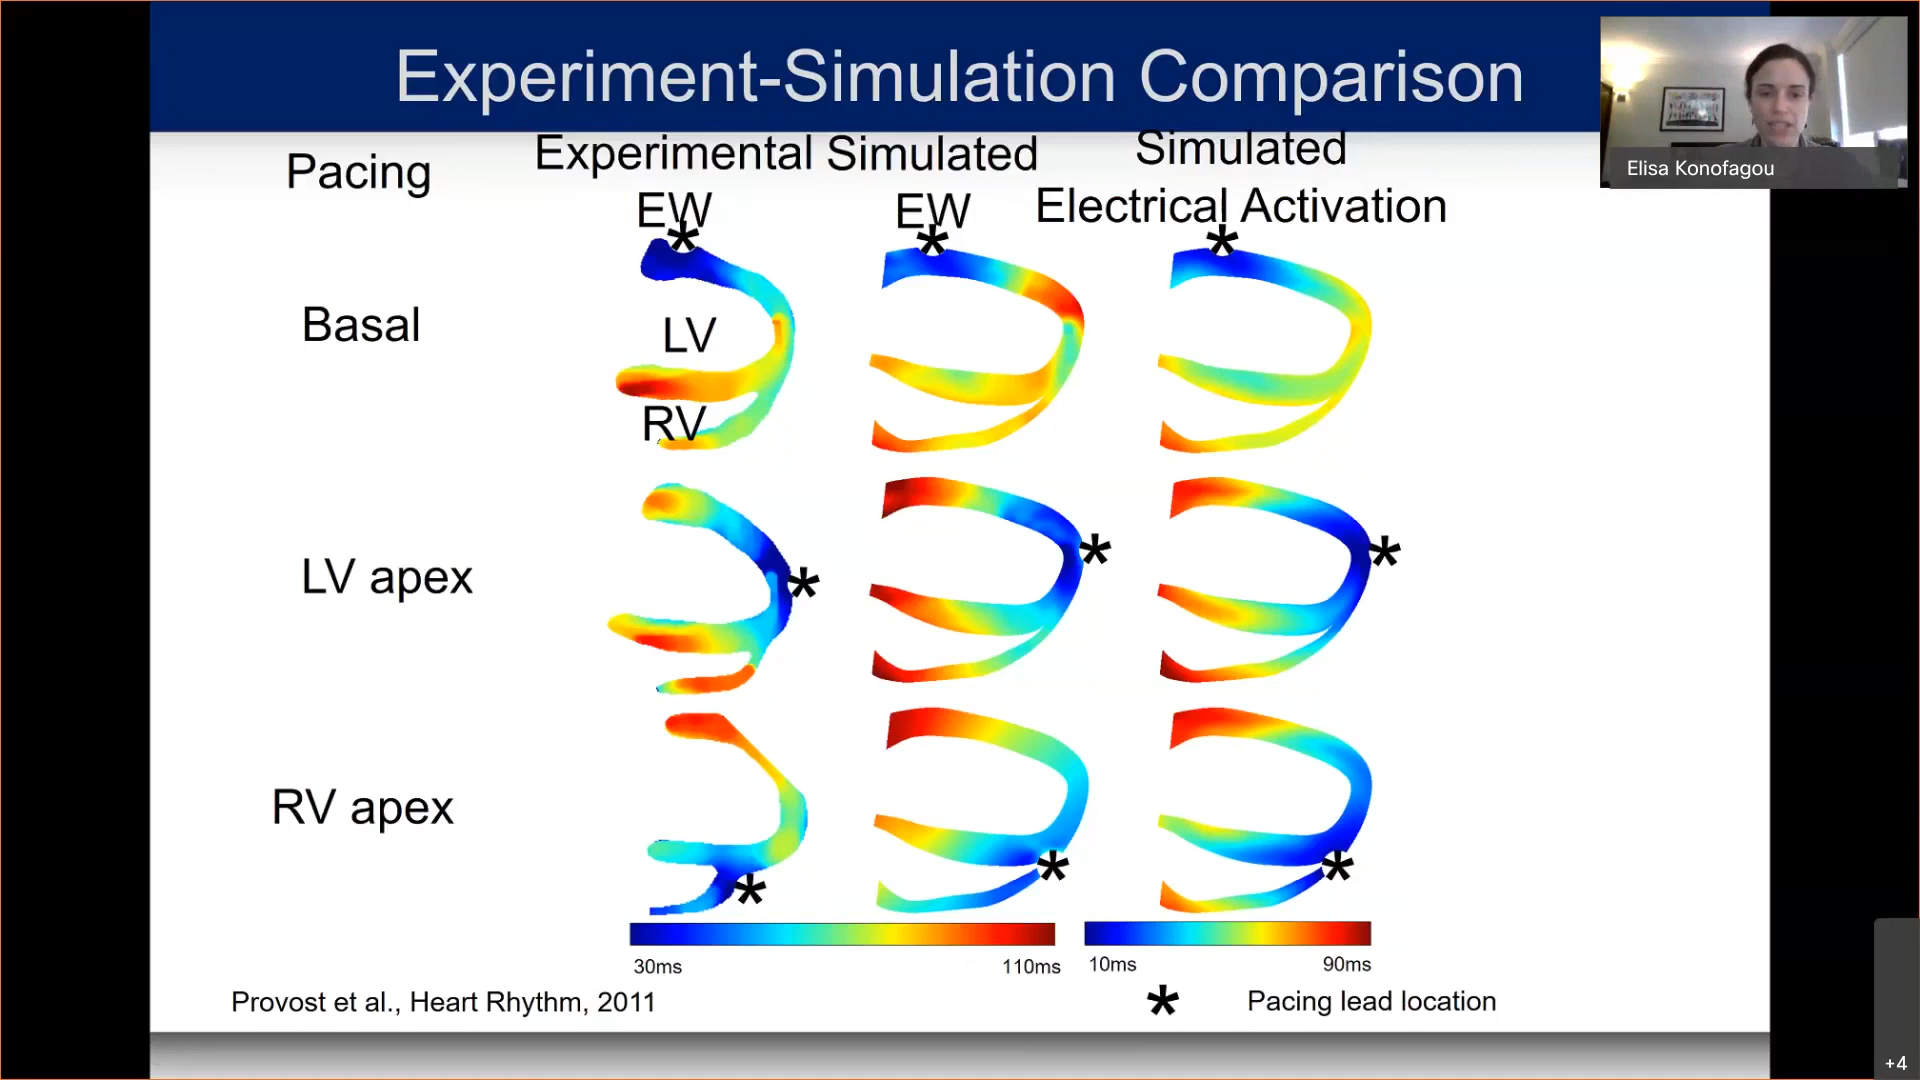 Experiment-Simulation Comparison
Elisa Konofagou
Pacing
Experimental EW
Simulated EW
Simulated
Electrical Activation
*
*
*
Basal
LV
RV
LV apex
*
*
*
RV apex
*
*
*
30ms
110ms
10ms
90ms
Provost et al., Heart Rhythm, 2011
* Pacing lead location
+4